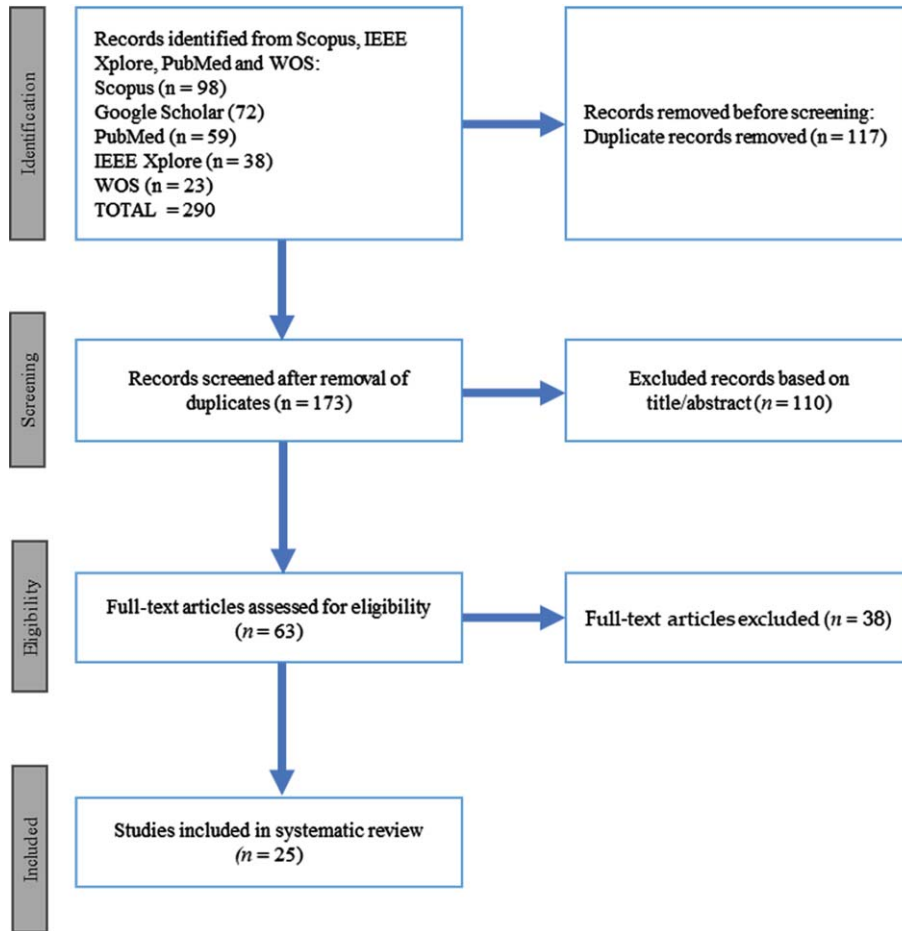 Identification
Records identified from Scopus, IEEE
Xplore, PubMed and WOS:
Scopus (n = 98)
Google Scholar (72)
PubMed (n = 59)
IEEE Xplore (n = 38)
WOS (n = 23)
TOTAL = 290
Records removed before screening:
Duplicate records removed (n = 117)
Screening
Records screened after removal of
duplicates (n = 173)
Excluded records based on
title/abstract (n = 110)
Eligibility
Full-text articles assessed for eligibility
(n = 63)
Full-text articles excluded (n = 38)
Included
Studies included in systematic review
(n = 25)